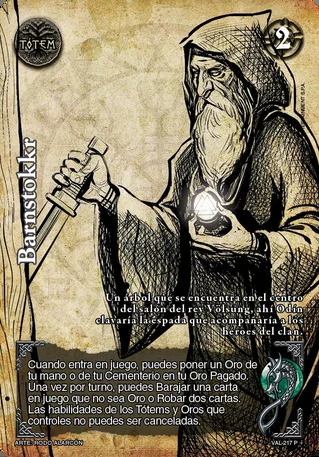 TÓTEM
2
Barnstokkr
Un árbol que se encuentra en el centro
del salón del rey Völsung, ahí Odín
clavaría la espada que acompañaría a los
héroes del clan.
Cuando entra en juego, puedes poner un Oro de
tu mano o de tu Cementerio en tu Oro Pagado.
Una vez por turno, puedes Barajar una carta
en juego que no sea Oro o Robar dos cartas.
Las habilidades de los Tótems y Oros que
controles no pueden ser canceladas.
ARTE: RODO ALARCÓN
VAL-217 P